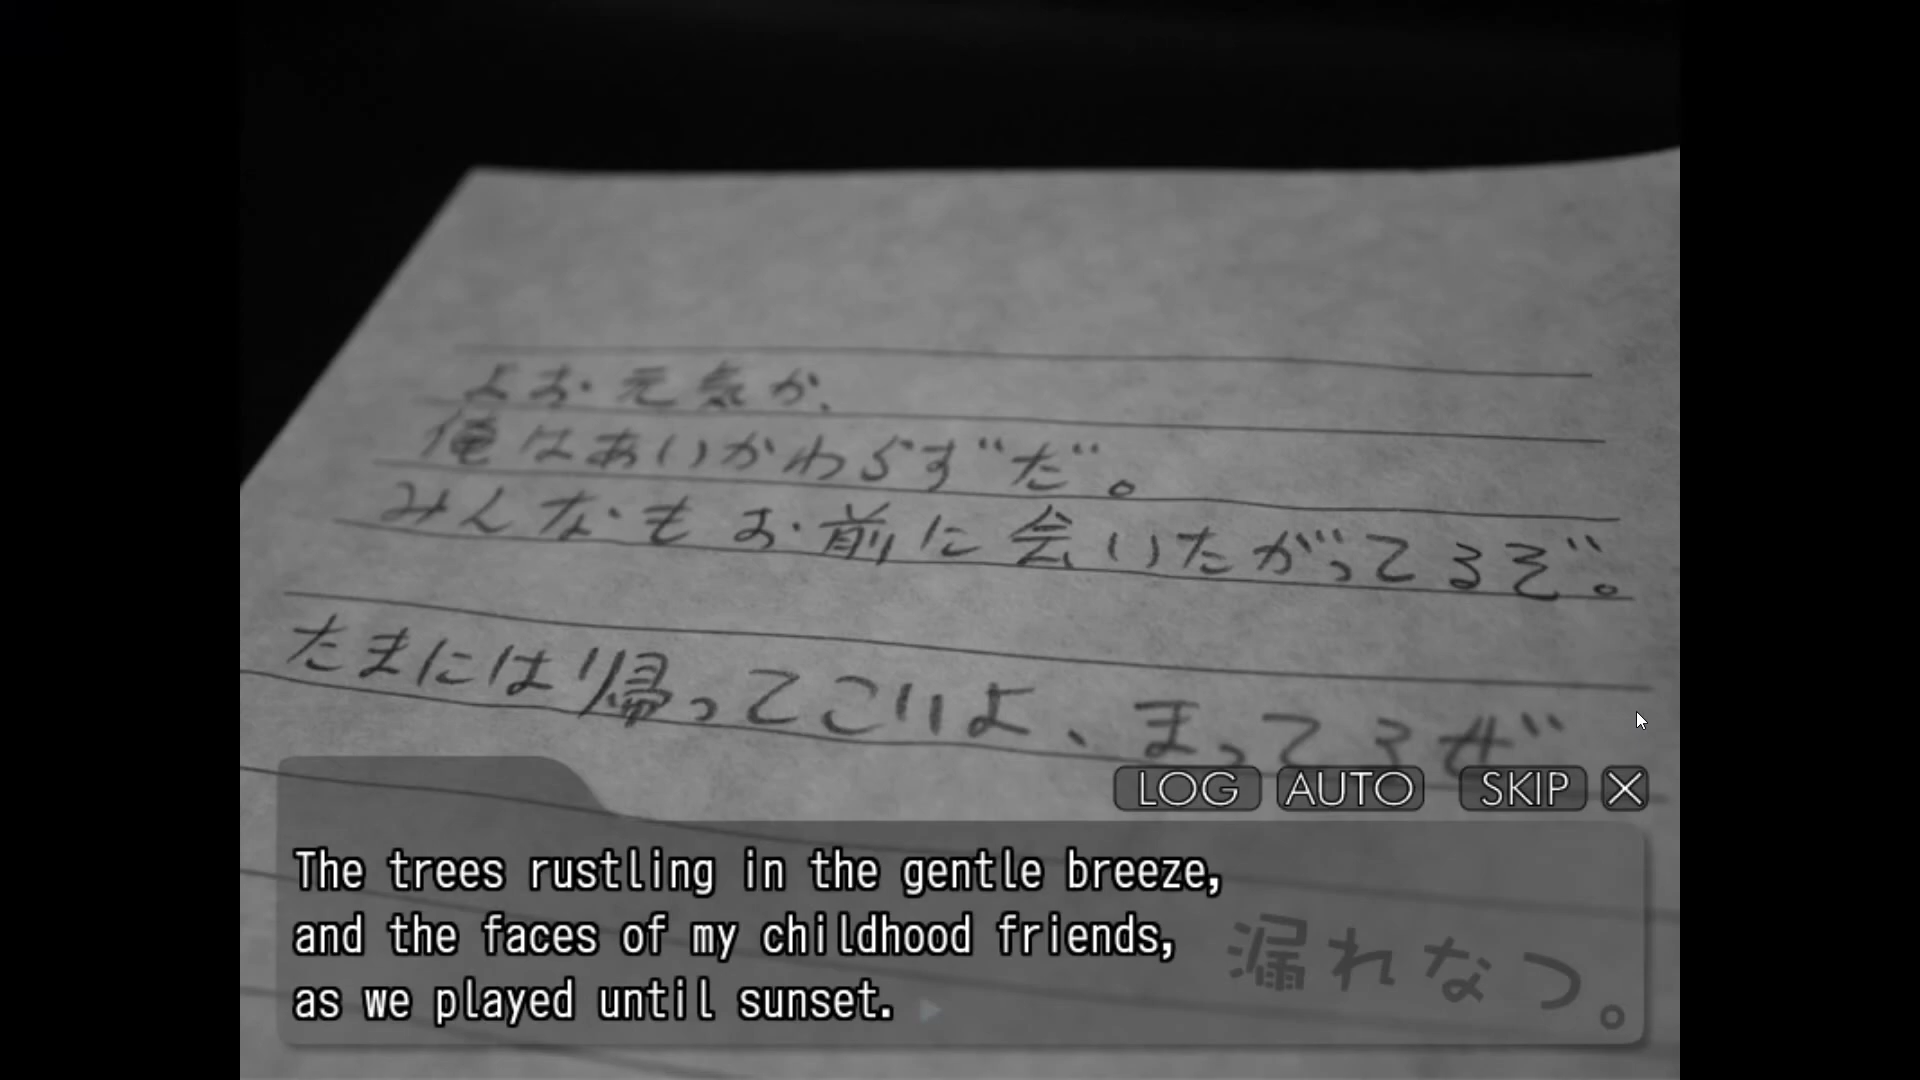 よお元気か、
俺はあいかわらずだ。
みんなもお前に会いたがってるぞ。
たまには帰ってこいよ、まってるぜ
LOG AUTO SKIP X
The trees rustling in the gentle breeze,
and the faces of my childhood friends,
as we played until sunset.
漏れなつ。